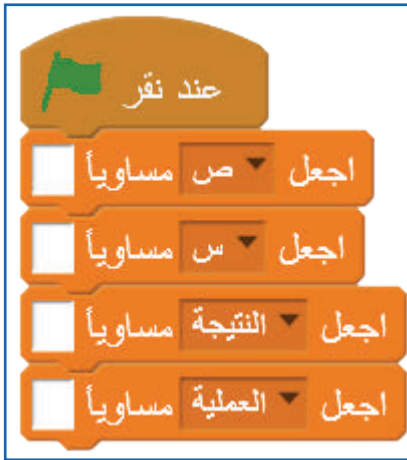 عند نقر
اجعل ص مساوياً
اجعل س مساوياً
اجعل النتيجة مساوياً
اجعل العملية مساوياً